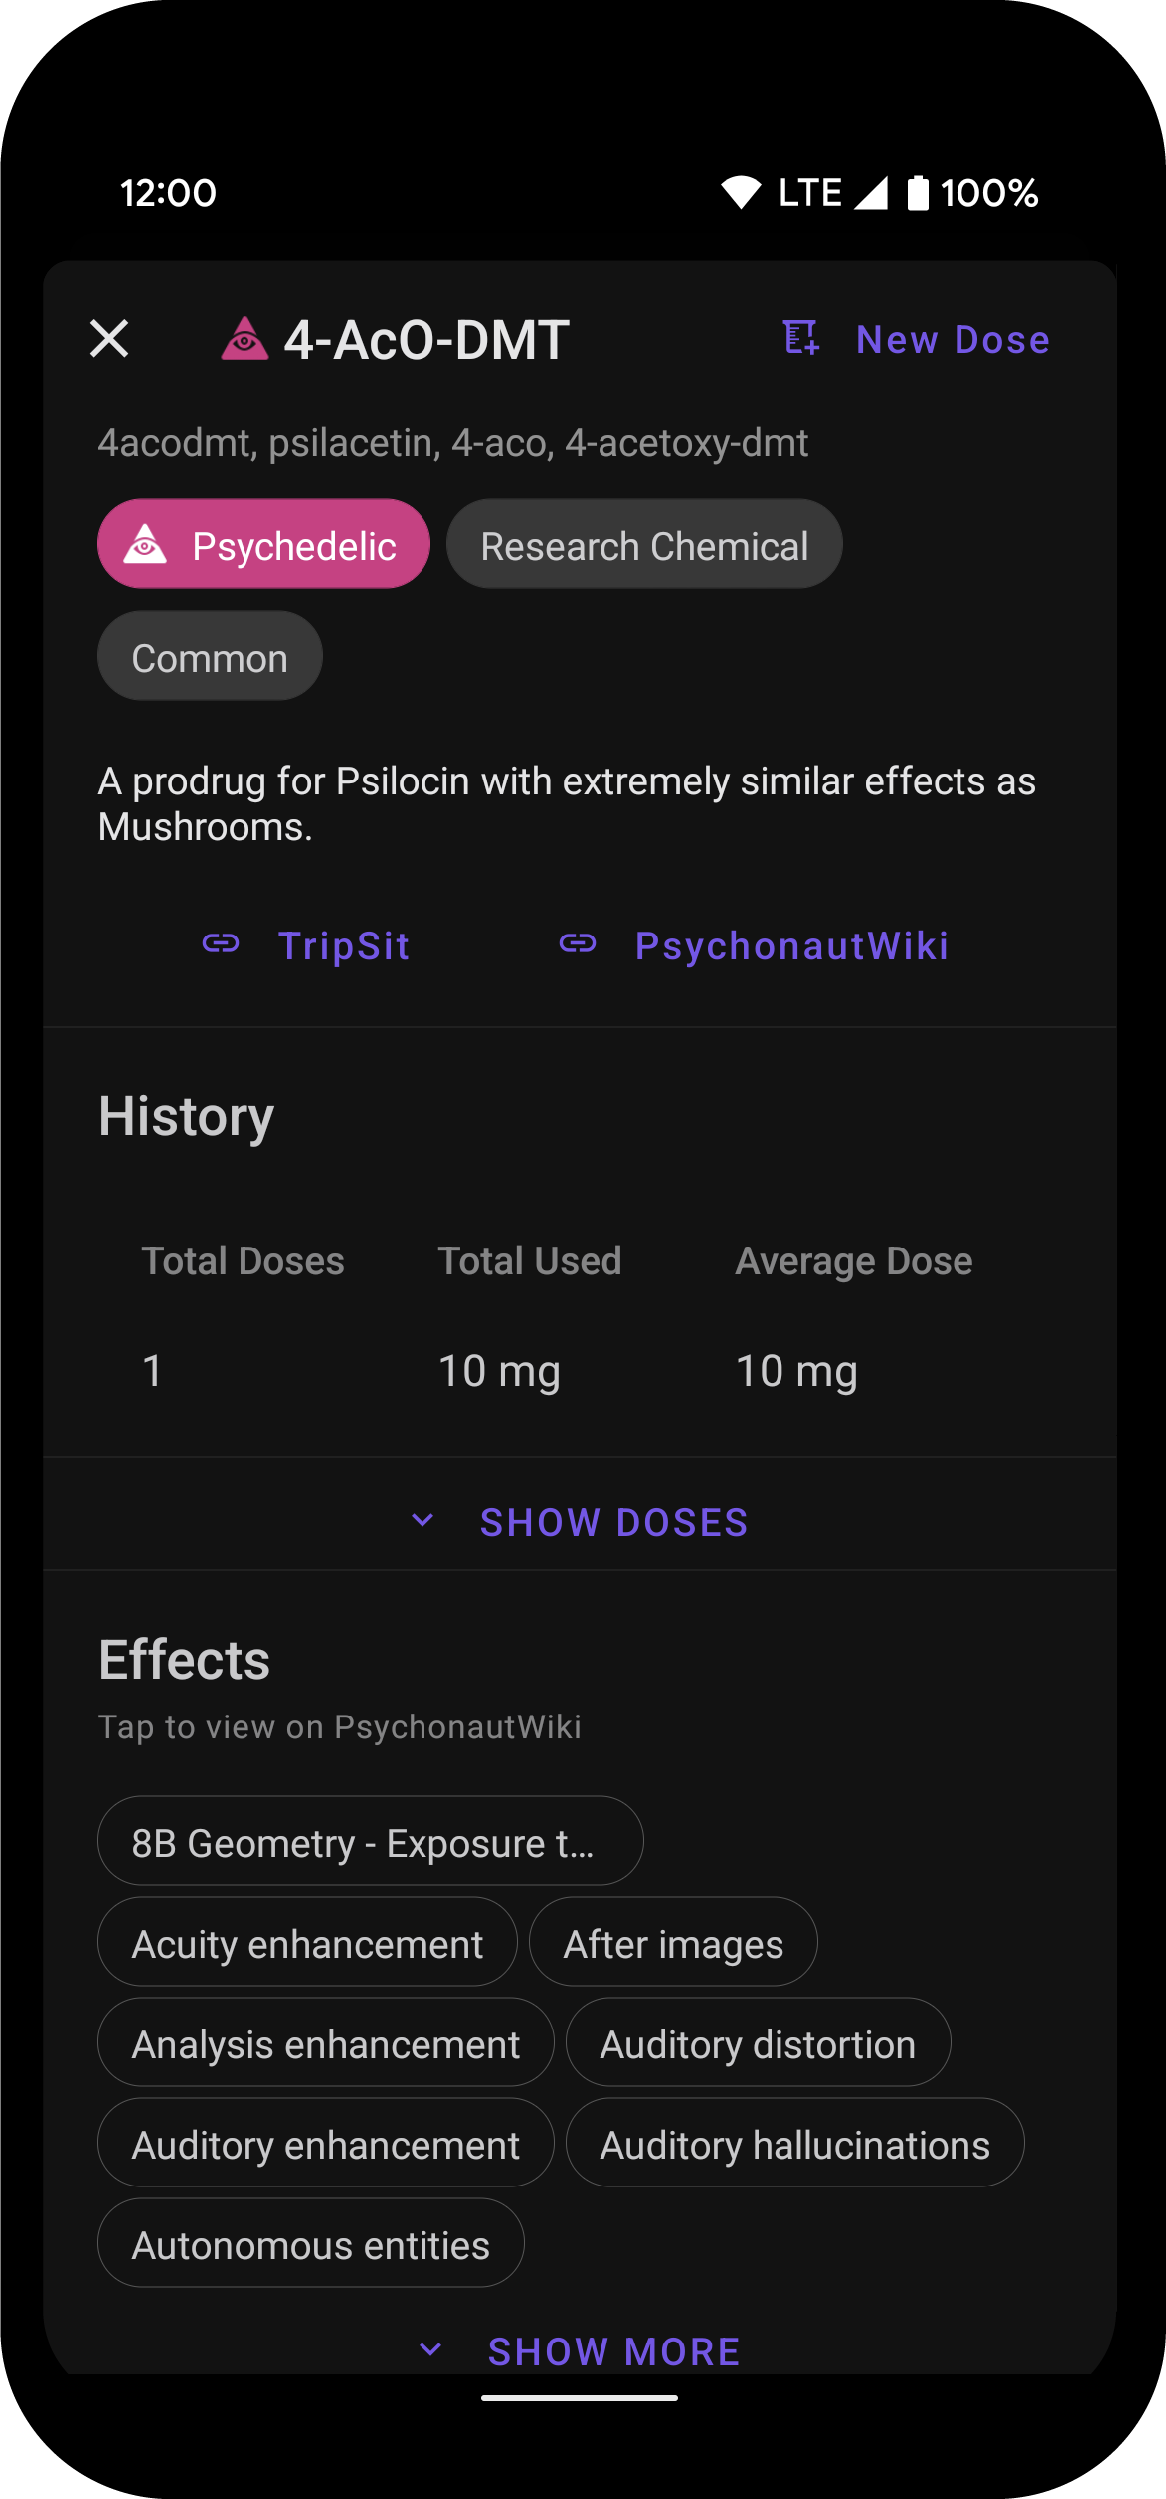 12:00 LTE 100%
4-AcO-DMT New Dose
4acodmt, psilacetin, 4-aco, 4-acetoxy-dmt
Psychedelic Research Chemical
Common
A prodrug for Psilocin with extremely similar effects as
Mushrooms.
TripSit PsychonautWiki
History
Total Doses Total Used Average Dose
1 10 mg 10 mg
SHOW DOSES
Effects
Tap to view on PsychonautWiki
8B Geometry - Exposure t...
Acuity enhancement After images
Analysis enhancement Auditory distortion
Auditory enhancement Auditory hallucinations
Autonomous entities
SHOW MORE